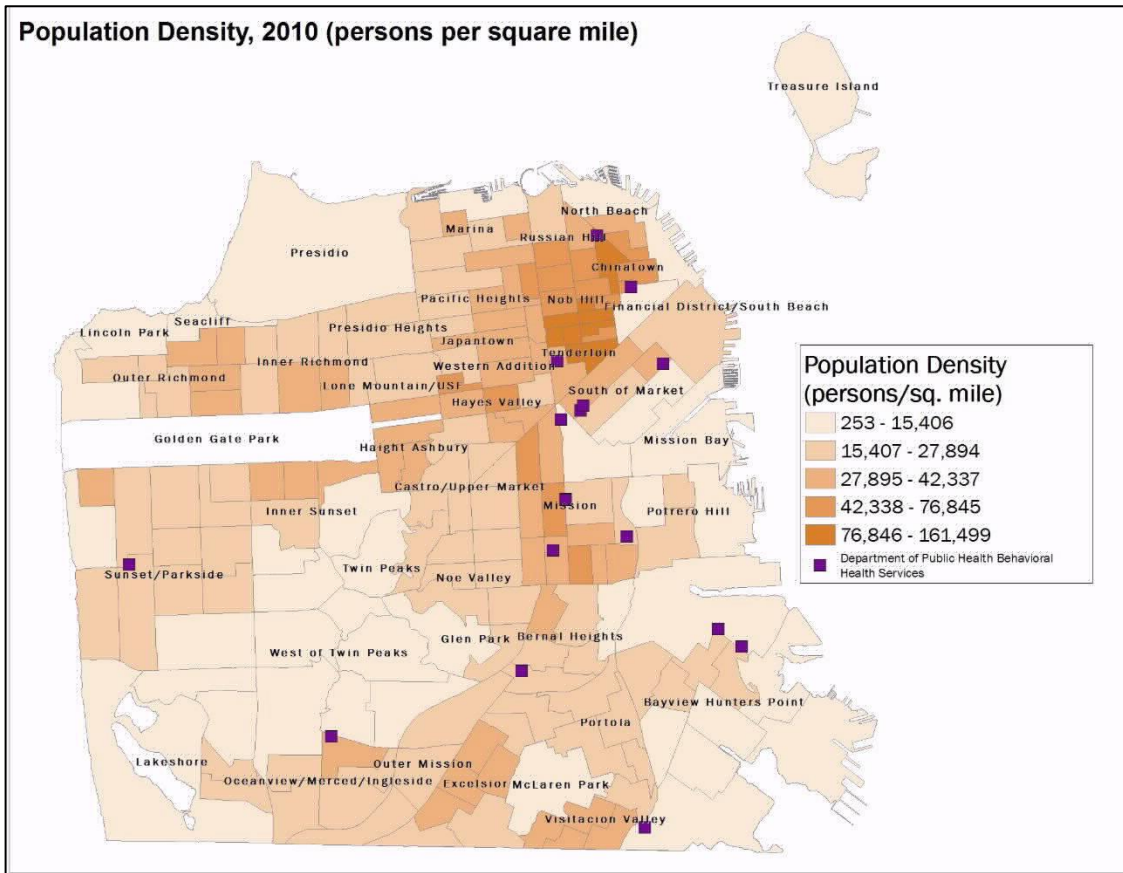 Population Density, 2010 (persons per square mile)
Treasure Island
North Beach
Marina
Russian Hill
Presidio
Chinatown
Pacific Heights
Nob Hill
Financial District/South Beach
Seacliff
Lincoln Park
Presidio Heights
Japantown
Inner Richmond
Tenderloin
Outer Richmond
Western Addition
Lone Mountain/USF
South of Market
Hayes Valley
Golden Gate Park
Mission Bay
Haight Ashbury
Castro/Upper Market
Inner Sunset
Mission
Potrero Hill
Twin Peaks
Sunset/Parkside
Noe Valley
Glen Park
Bernal Heights
West of Twin Peaks
Bayview Hunters Point
Portola
Lakeshore
Outer Mission
Oceanview/Merced/Ingleside
Excelsior
McLaren Park
Visitacion Valley
Population Density
(persons/sq. mile)
253 - 15,406
15,407 - 27,894
27,895 - 42,337
42,338 - 76,845
76,846 - 161,499
Department of Public Health Behavioral
Health Services